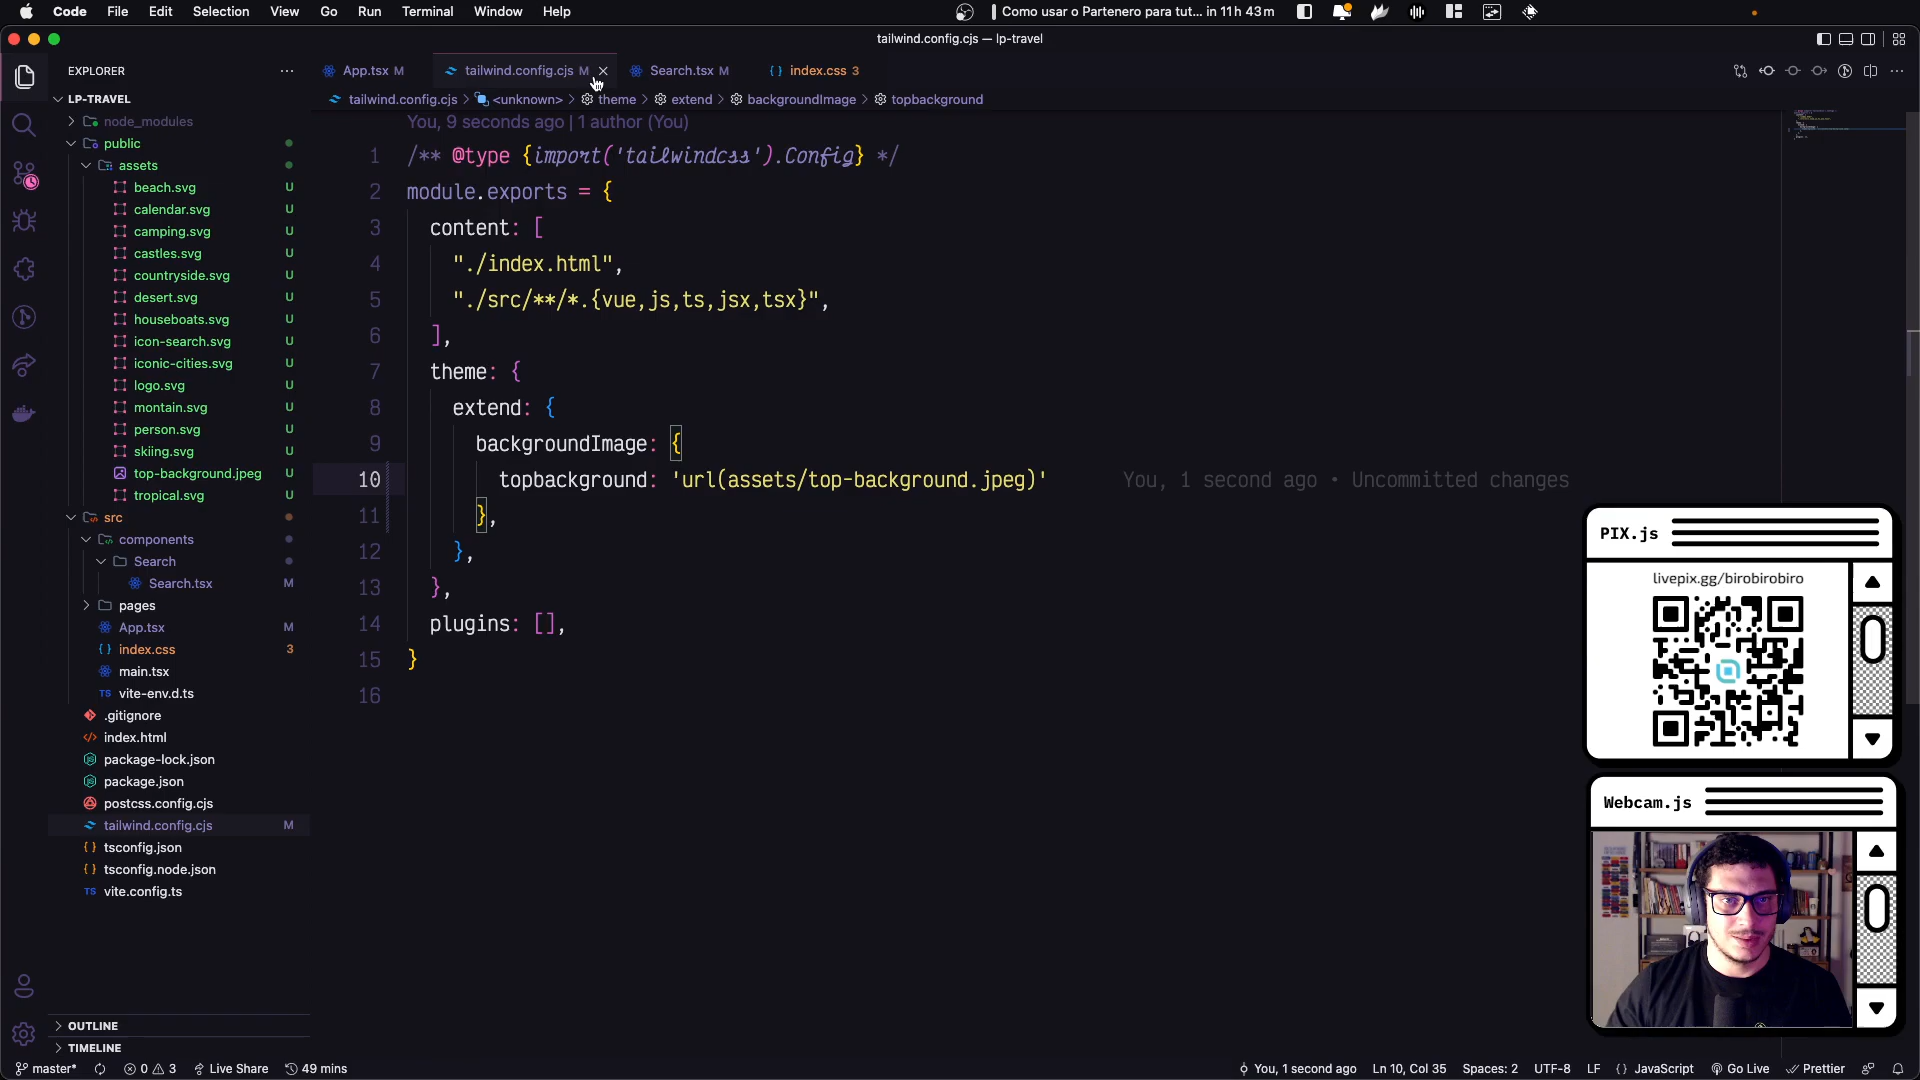 Code File Edit Selection View Go Run Terminal Window Help
Como usar o Partenero para tut... in 11 h 43 m
tailwind.config.cjs — lp-travel
EXPLORER
App.tsx M
tailwind.config.cjs M
Search.tsx M
index.css 3
tailwind.config.cjs > <unknown> > theme > extend > backgroundImage > topbackground
LP-TRAVEL
node_modules
public
assets
beach.svg U
calendar.svg U
camping.svg U
castles.svg U
countryside.svg U
desert.svg U
houseboats.svg U
icon-search.svg U
iconic-cities.svg U
logo.svg U
montain.svg U
person.svg U
skiing.svg U
top-background.jpeg U
tropical.svg U
src
components
Search
Search.tsx M
pages
App.tsx M
index.css 3
main.tsx
TS vite-env.d.ts
.gitignore
index.html
package-lock.json
package.json
postcss.config.cjs
tailwind.config.cjs M
tsconfig.json
tsconfig.node.json
TS vite.config.ts
OUTLINE
TIMELINE
You, 9 seconds ago | 1 author (You)
1 /** @type {import('tailwindcss').Config} */
2 module.exports = {
3 content: [
4 "./index.html",
5 "./src/**/*.{vue,js,ts,jsx,tsx}",
6 ],
7 theme: {
8 extend: {
9 backgroundImage: {
10 topbackground: 'url(assets/top-background.jpeg)' You, 1 second ago • Uncommitted changes
11 },
12 },
13 },
14 plugins: [],
15 }
16
PIX.js
livepix.gg/birobirobiro
Webcam.js
master* 0 3 Live Share 49 mins
You, 1 second ago Ln 10, Col 35 Spaces: 2 UTF-8 LF { } JavaScript Go Live Prettier